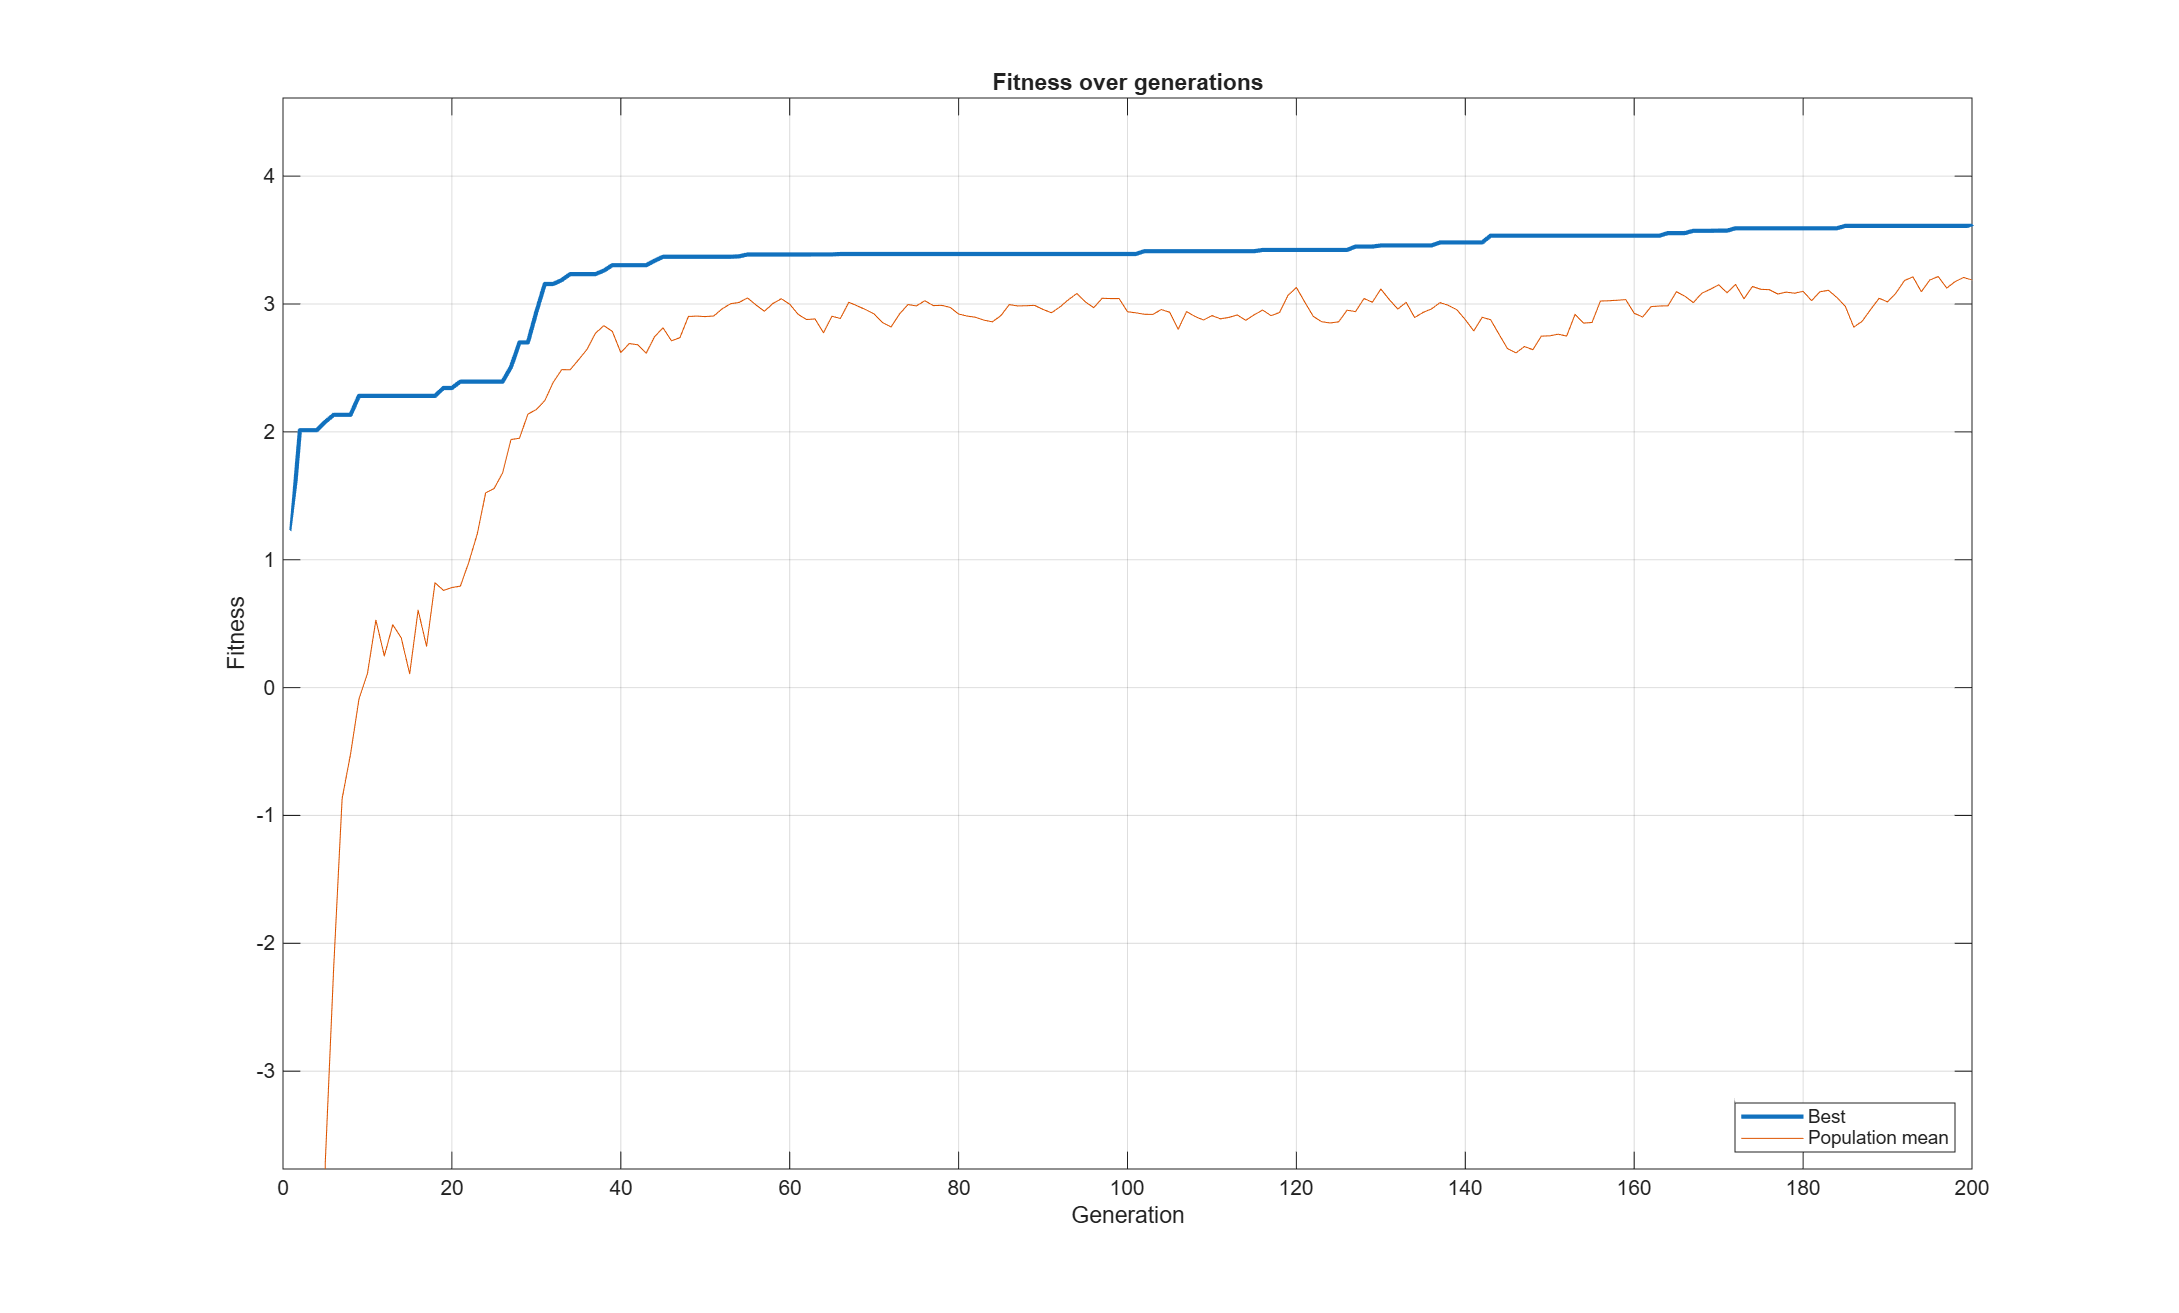 Fitness over generations
4
3
2
1
0
-1
-2
-3
Fitness
0 20 40 60 80 100 120 140 160 180 200
Generation
Best
Population mean